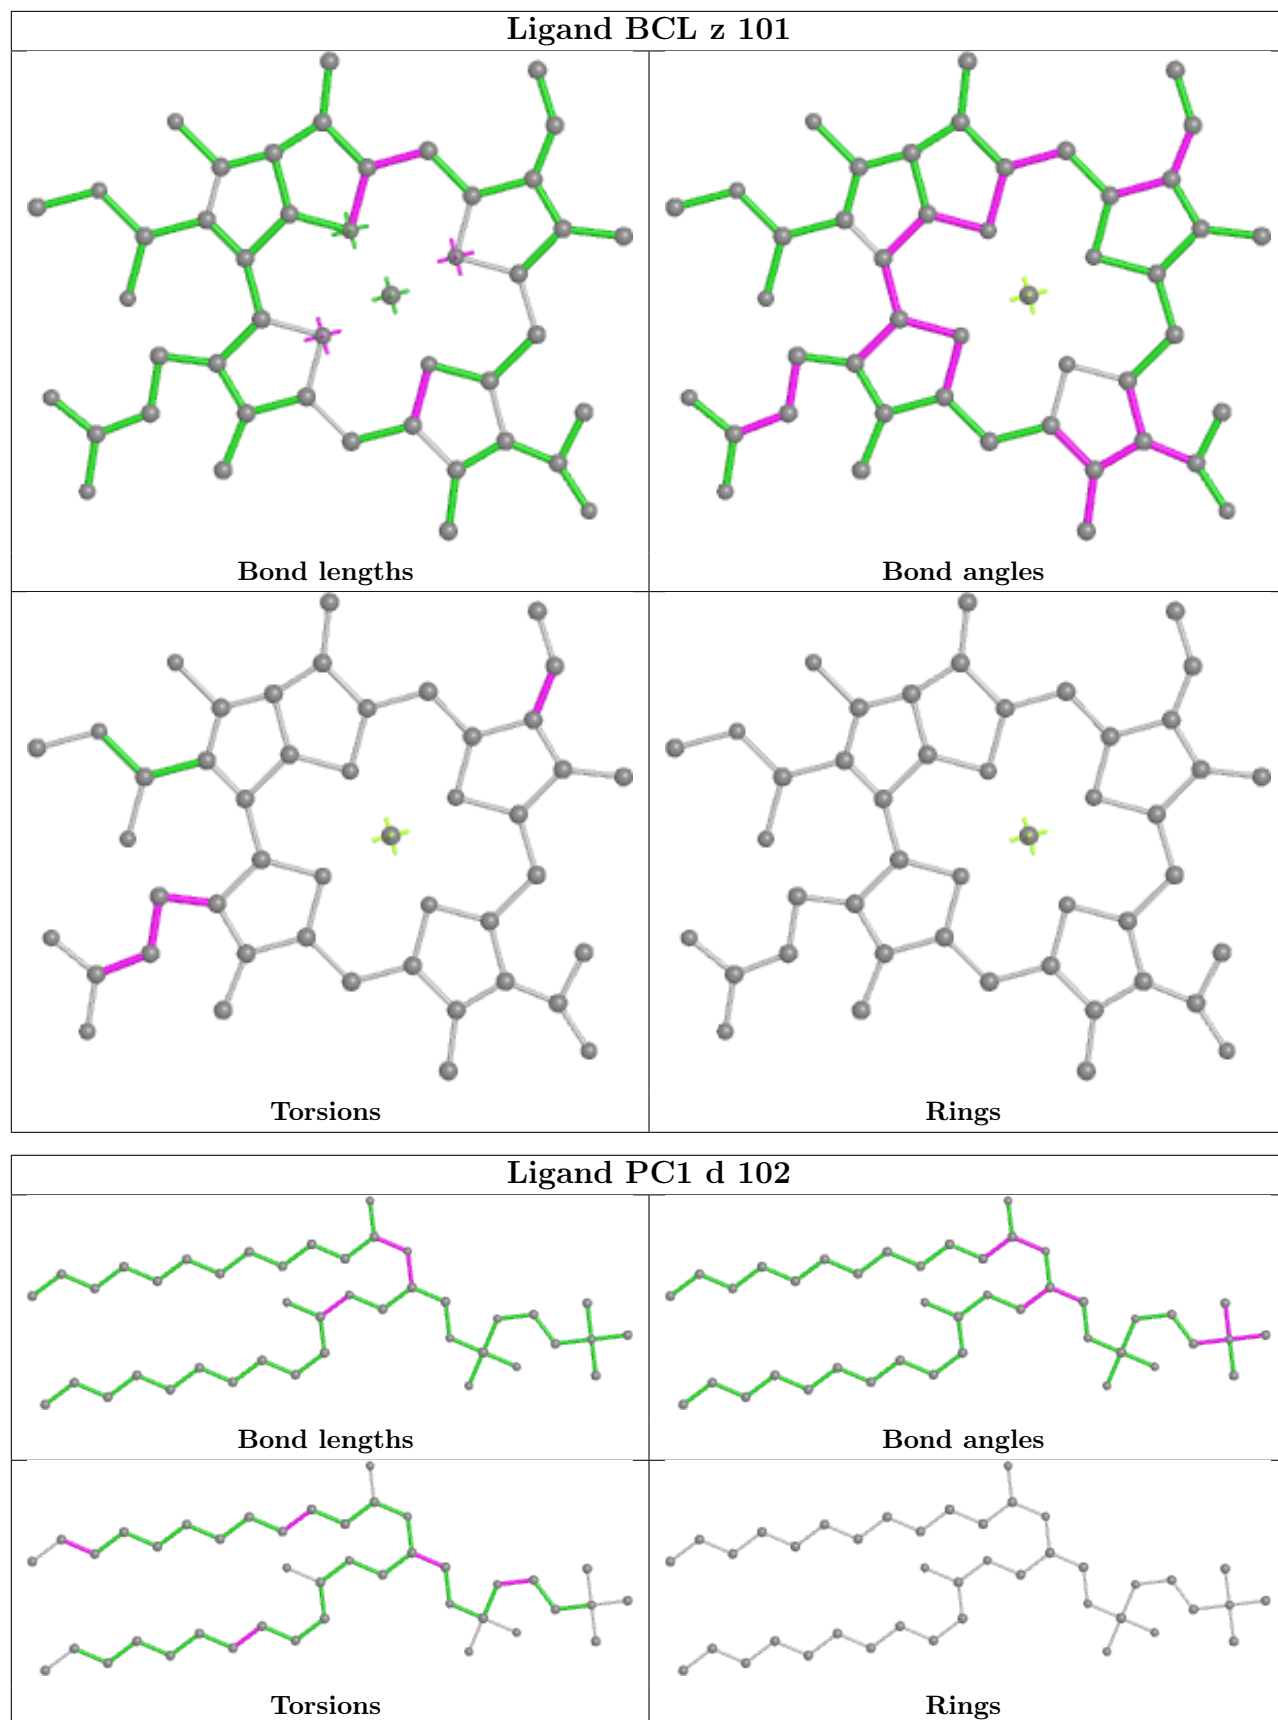 Ligand BCL z 101
Bond lengths
Bond angles
Torsions
Rings
Ligand PC1 d 102
Bond lengths
Bond angles
Torsions
Rings